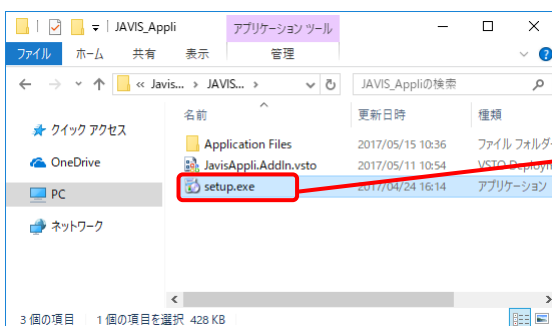 JAVIS_Appli アプリケーション ツール
ファイル ホーム 共有 表示 管理
« Javis... › JAVIS... › JAVIS_Appliの検索
名前 更新日時 種類
クイック アクセス
Application Files 2017/05/15 10:36 ファイル フォルダー
OneDrive JavisAppli.AddIn.vsto 2017/05/11 10:54 VSTO Deploym
PC setup.exe 2017/04/24 16:14 アプリケーション
ネットワーク
3 個の項目 1 個の項目を選択 428 KB